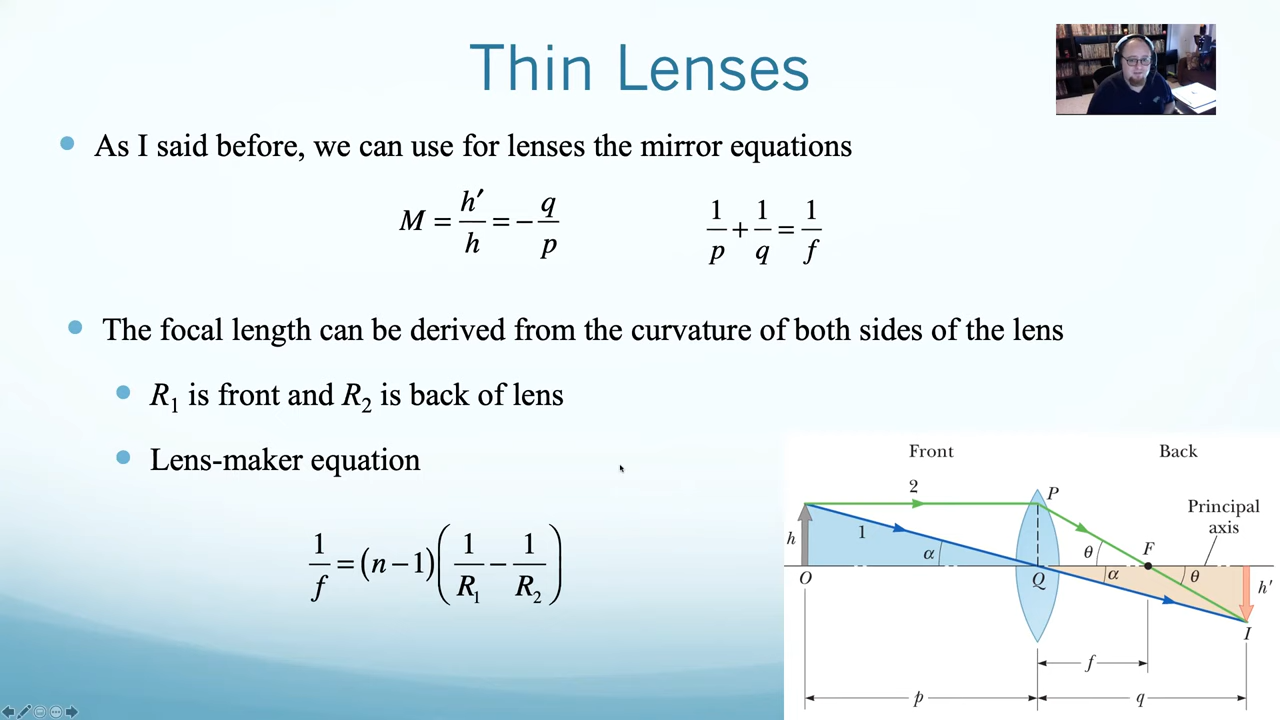 Thin Lenses
As I said before, we can use for lenses the mirror equations
M = h′/h = − q/p
1/p + 1/q = 1/f
The focal length can be derived from the curvature of both sides of the lens
R₁ is front and R₂ is back of lens
Lens-maker equation
1/f = (n − 1)(1/R₁ − 1/R₂)
Front
Back
2
P
Principal
axis
h
1
α
θ
F
O
Q
α
θ
h′
I
f
p
q